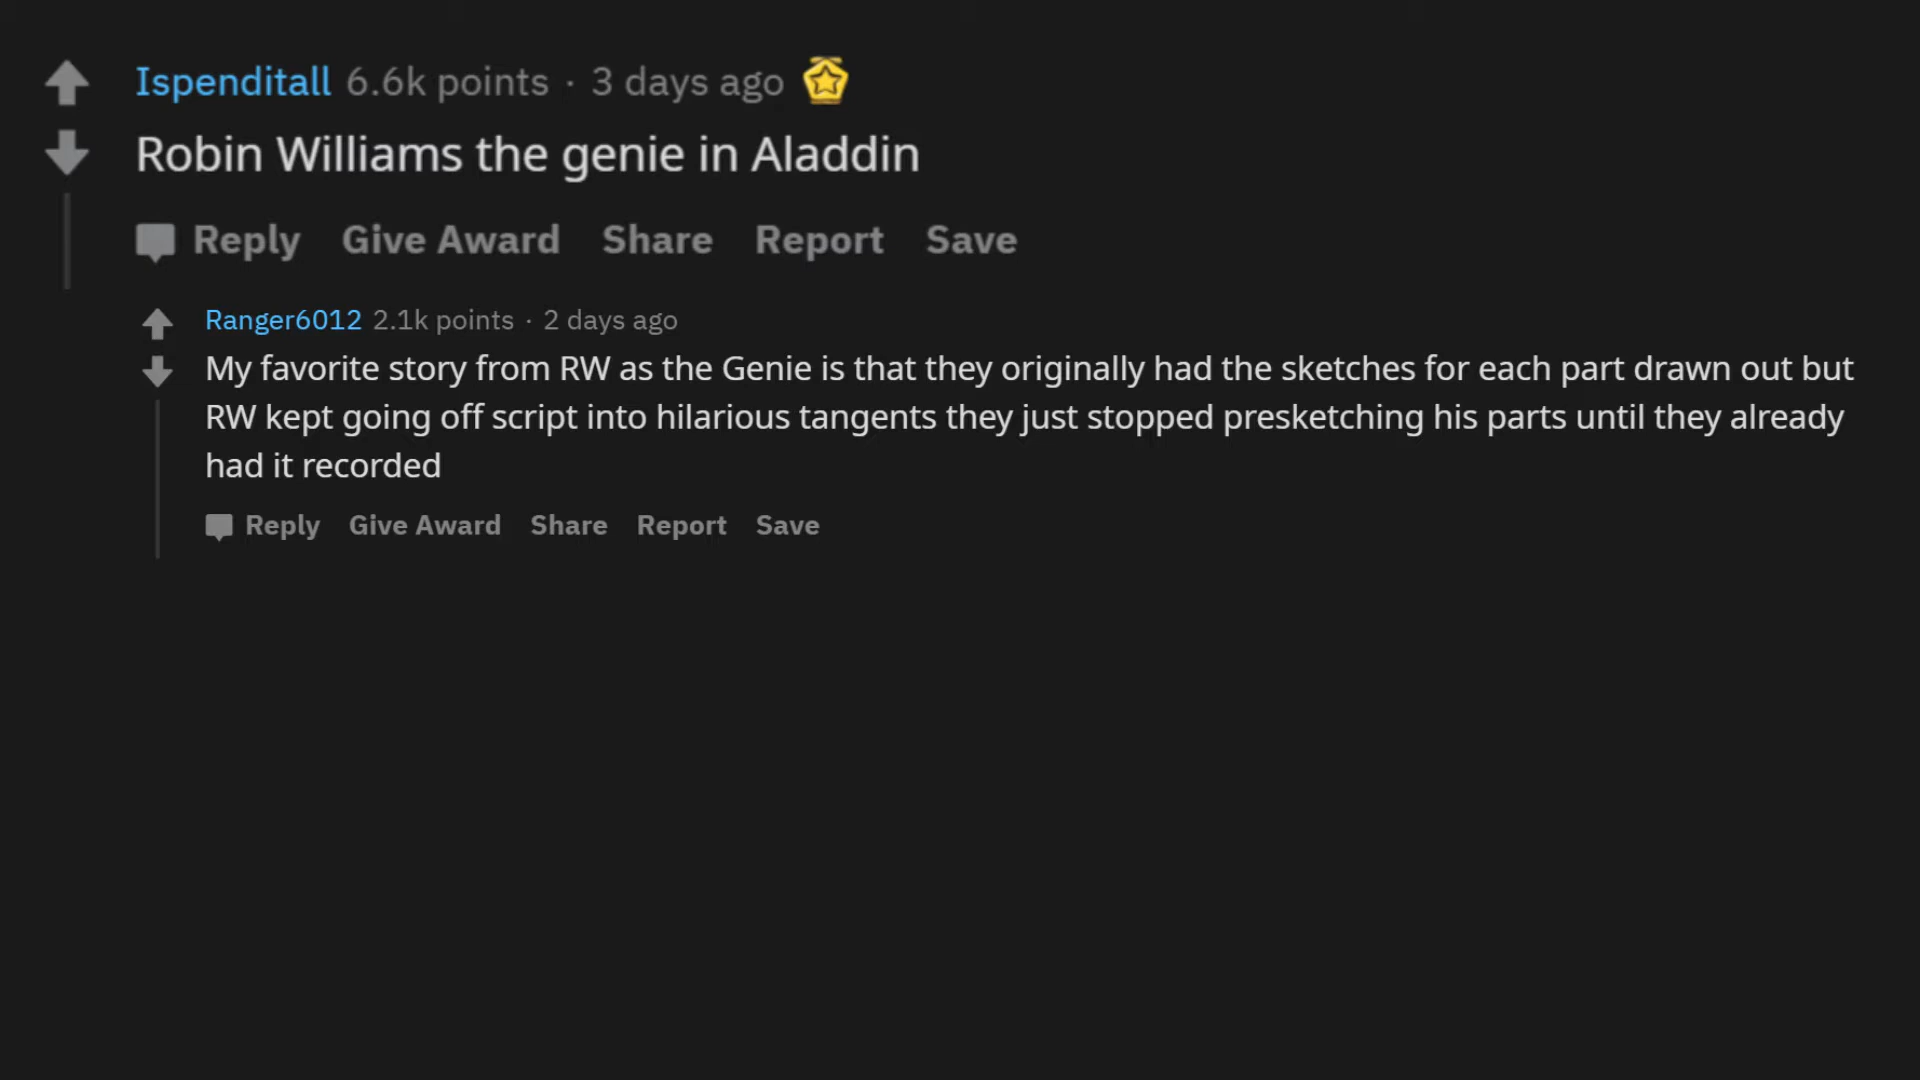 Ispenditall 6.6k points · 3 days ago
Robin Williams the genie in Aladdin
Reply Give Award Share Report Save
Ranger6012 2.1k points · 2 days ago
My favorite story from RW as the Genie is that they originally had the sketches for each part drawn out but
RW kept going off script into hilarious tangents they just stopped presketching his parts until they already
had it recorded
Reply Give Award Share Report Save